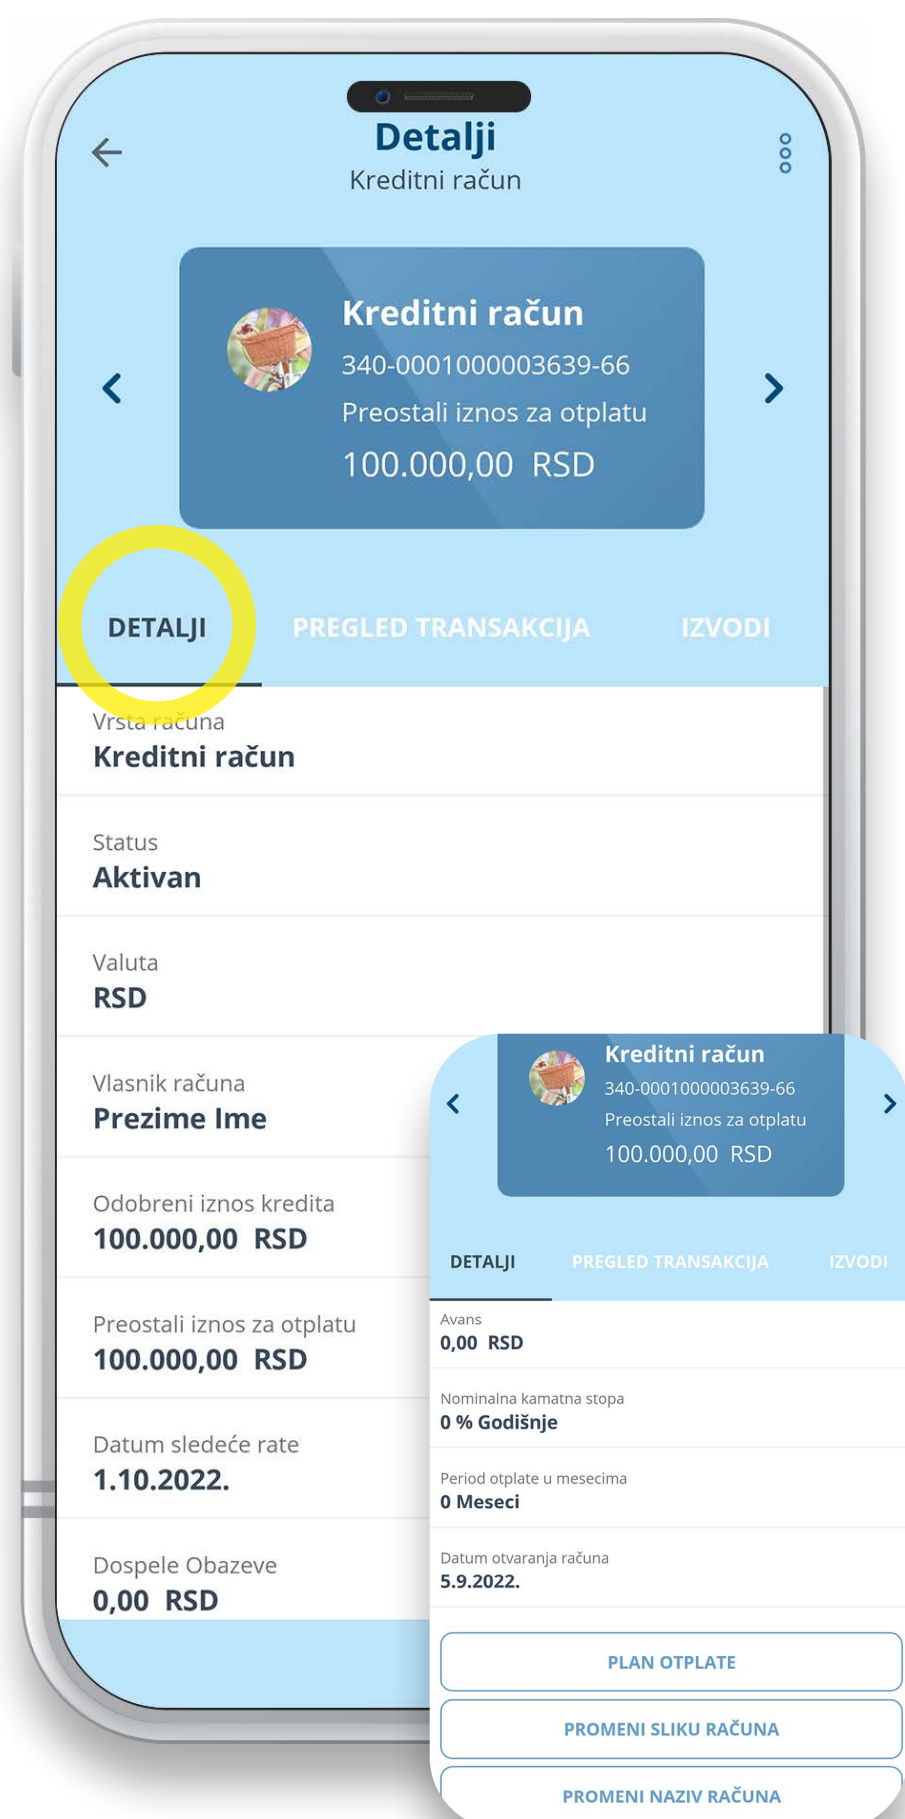 Detalji
Kreditni račun
Kreditni račun
340-0001000003639-66
Preostali iznos za otplatu
100.000,00 RSD
DETALJI PREGLED TRANSAKCIJA IZVODI
Vrsta računa
Kreditni račun
Status
Aktivan
Valuta
RSD
Vlasnik računa
Prezime Ime
Odobreni iznos kredita
100.000,00 RSD
Preostali iznos za otplatu
100.000,00 RSD
Datum sledeće rate
1.10.2022.
Dospele Obazeve
0,00 RSD
Kreditni račun
340-0001000003639-66
Preostali iznos za otplatu
100.000,00 RSD
DETALJI PREGLED TRANSAKCIJA IZVODI
Avans
0,00 RSD
Nominalna kamatna stopa
0 % Godišnje
Period otplate u mesecima
0 Meseci
Datum otvaranja računa
5.9.2022.
PLAN OTPLATE
PROMENI SLIKU RAČUNA
PROMENI NAZIV RAČUNA